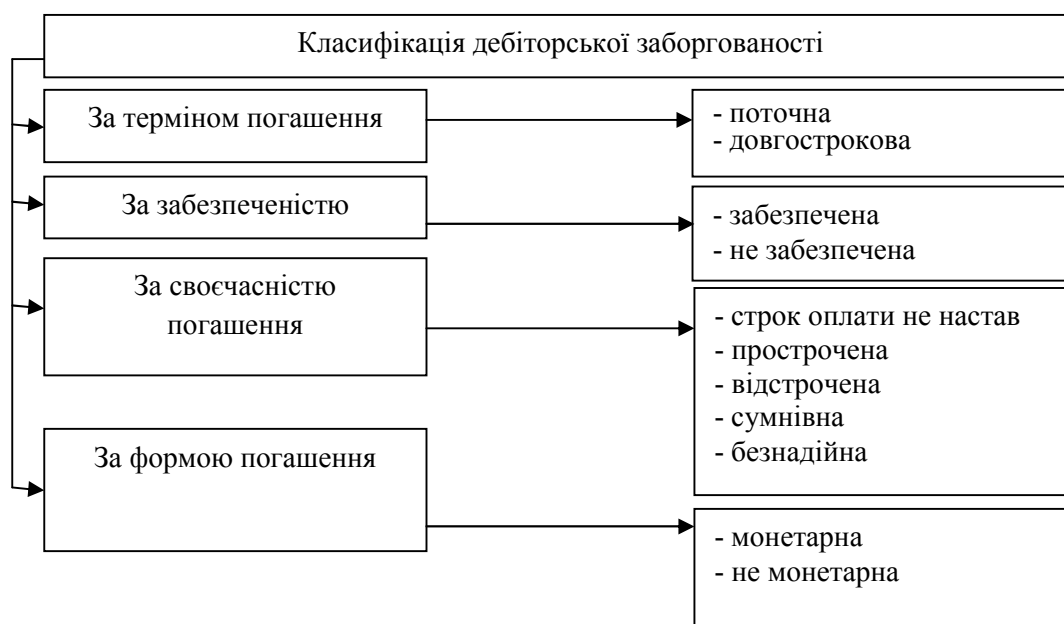 Класифікація дебіторської заборгованості
За терміном погашення
- поточна
- довгострокова
За забезпеченістю
- забезпечена
- не забезпечена
За своєчасністю
погашення
- строк оплати не настав
- прострочена
- відстрочена
- сумнівна
- безнадійна
За формою погашення
- монетарна
- не монетарна